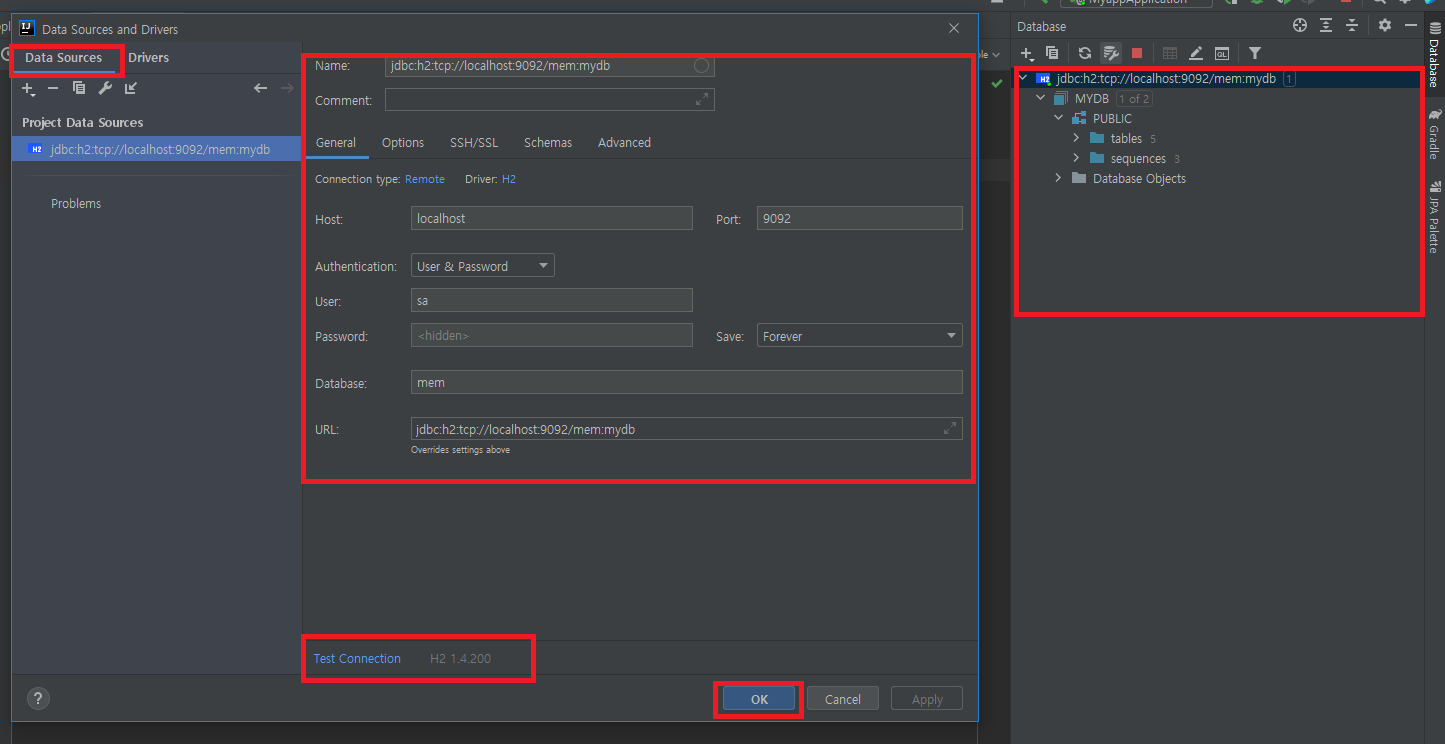 MyappApplication
Data Sources and Drivers
Data Sources
Drivers
Project Data Sources
H2 jdbc:h2:tcp://localhost:9092/mem:mydb
Problems
Name: jdbc:h2:tcp://localhost:9092/mem:mydb
Comment:
General Options SSH/SSL Schemas Advanced
Connection type: Remote Driver: H2
Host: localhost Port: 9092
Authentication: User & Password
User: sa
Password: <hidden> Save: Forever
Database: mem
URL: jdbc:h2:tcp://localhost:9092/mem:mydb
Overrides settings above
Test Connection H2 1.4.200
? OK Cancel Apply
Database
QL
H2 jdbc:h2:tcp://localhost:9092/mem:mydb 1
MYDB 1 of 2
PUBLIC
tables 5
sequences 3
Database Objects
Database
Gradle
JPA Palette